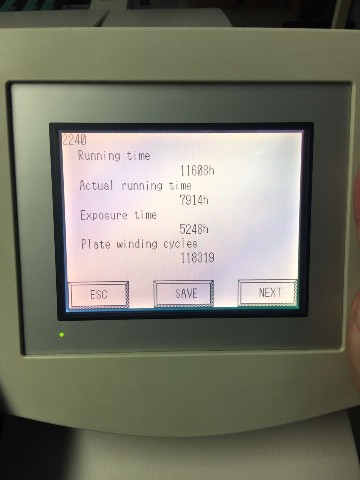 2240
Running time
11608h
Actual running time
7914h
Exposure time
5248h
Plate winding cycles
118319
ESC SAVE NEXT